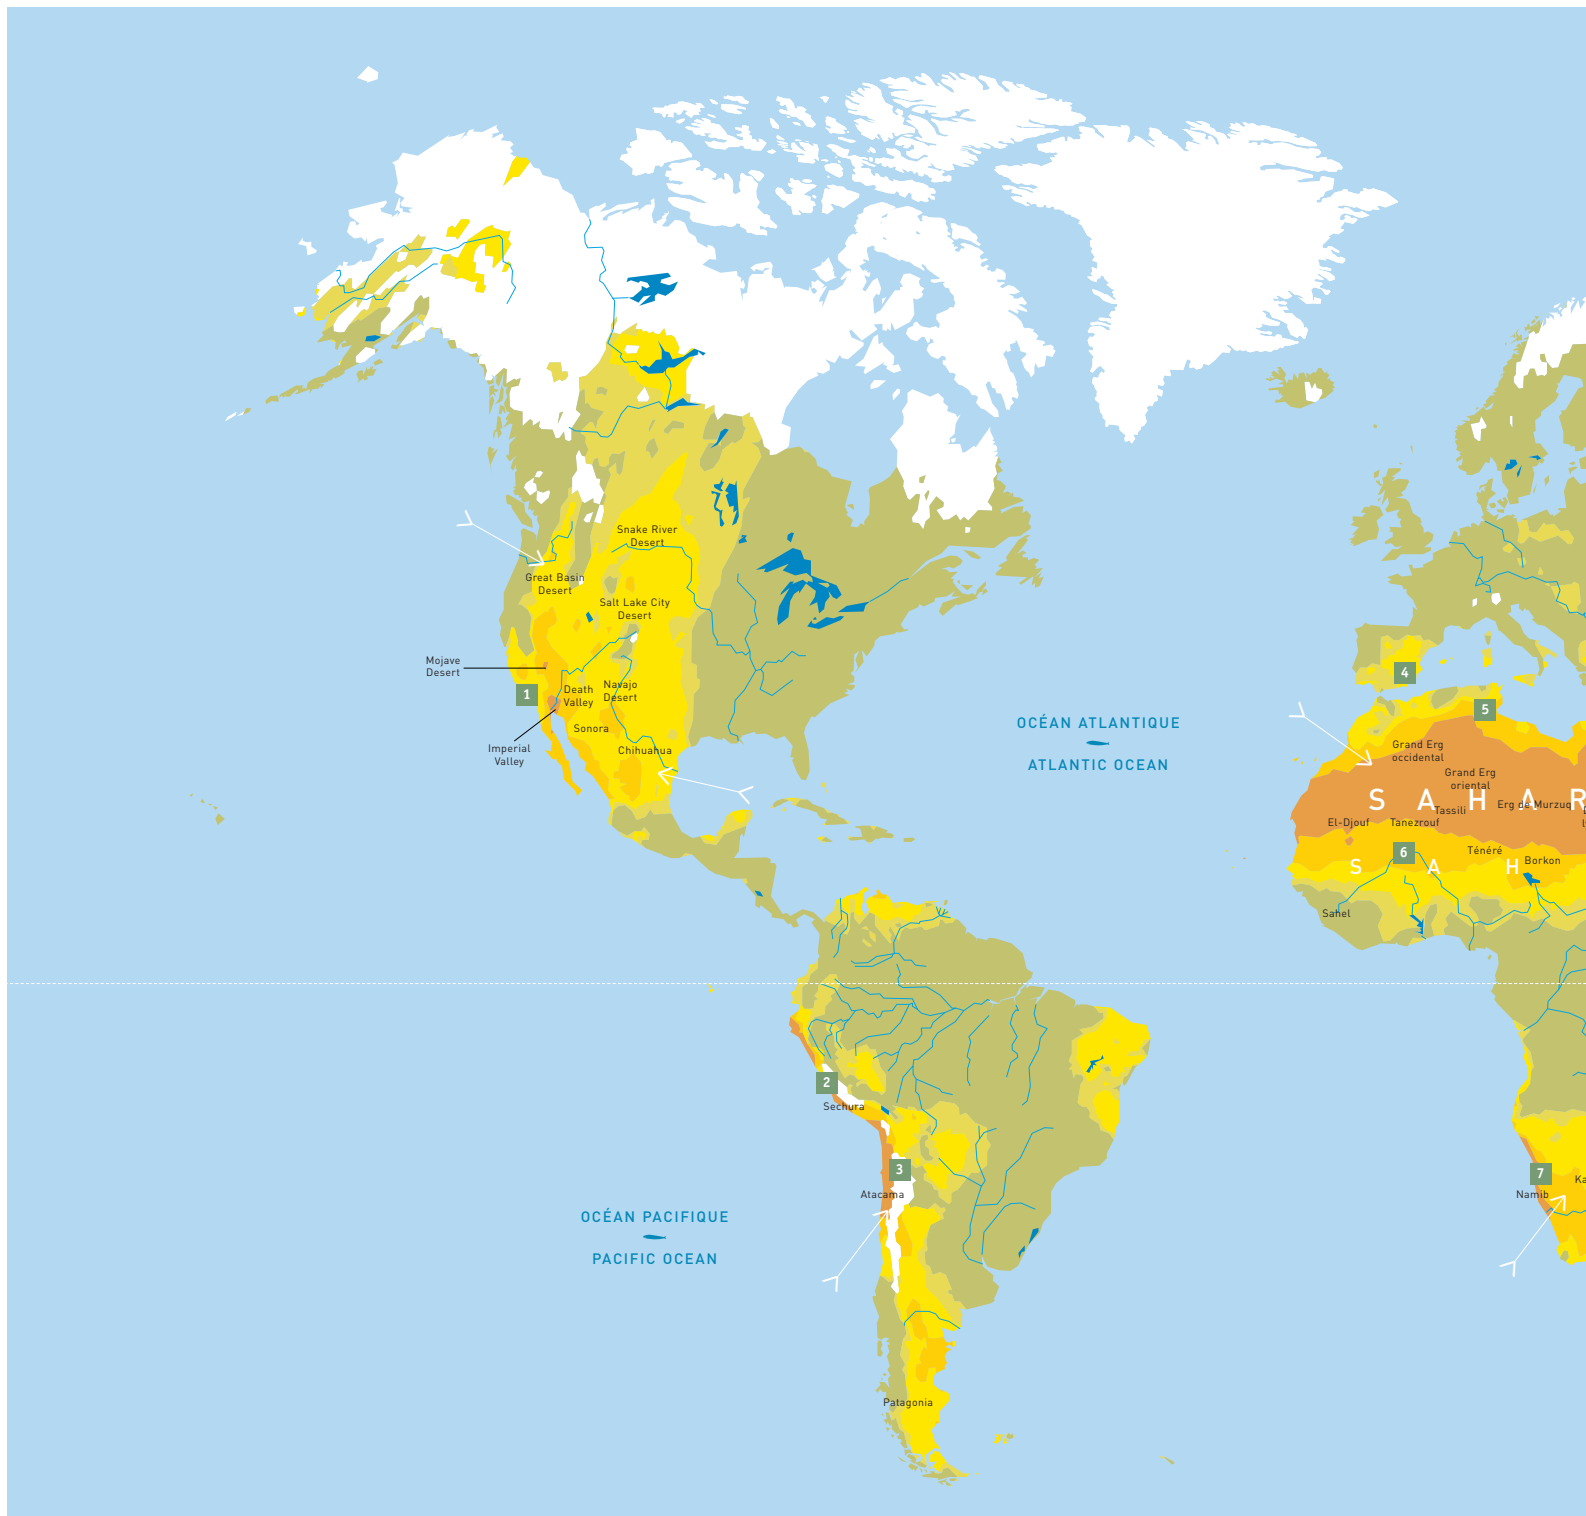 Snake River
Desert
Great Basin
Desert
Salt Lake City
Desert
Mojave
Desert
1
Death
Valley
Navajo
Desert
Sonora
Imperial
Valley
Chihuahua
OCÉAN ATLANTIQUE
ATLANTIC OCEAN
4
5
Grand Erg
occidental
Grand Erg
oriental
S A H A R
Erg de Murzuq
Tassili
El-Djouf
Tanezrouf
6
Ténéré
Borkon
S A H
Sahel
2
Sechura
3
Atacama
7
Namib
Ka
OCÉAN PACIFIQUE
PACIFIC OCEAN
Patagonia